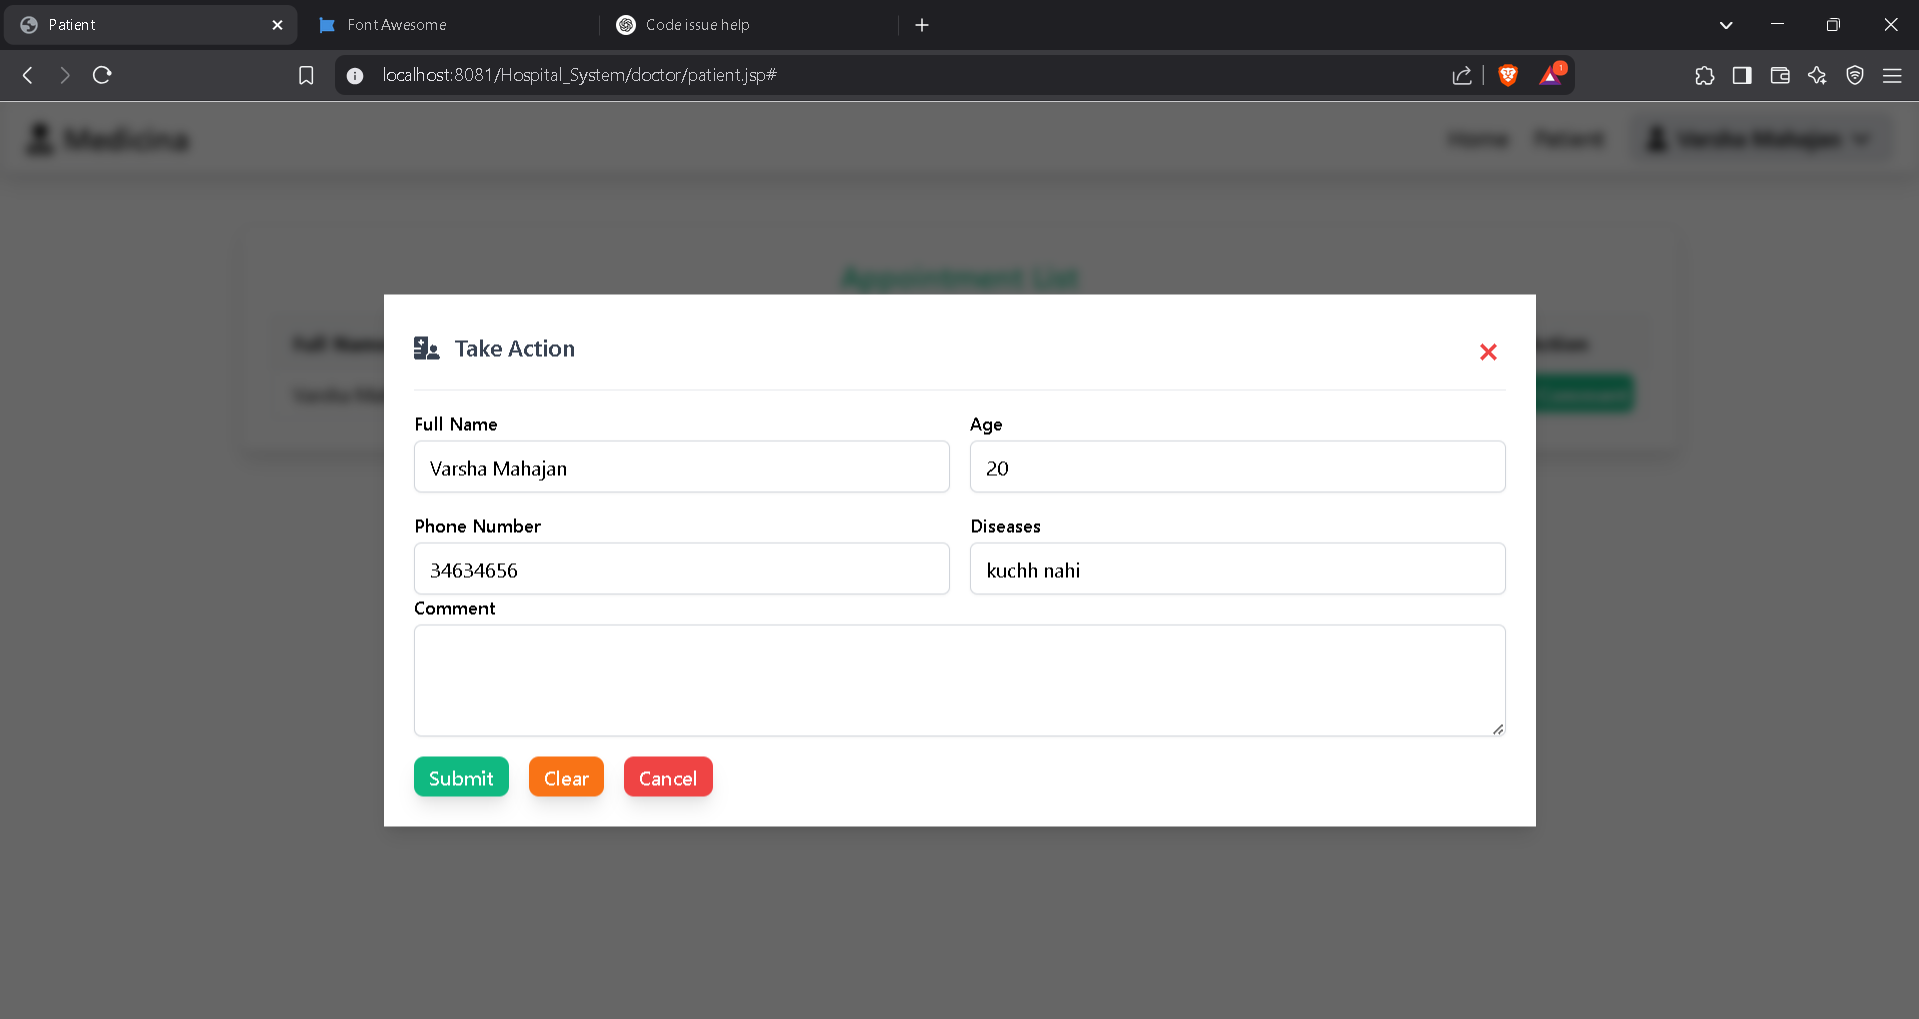 Patient
Font Awesome
Code issue help
localhost:8081/Hospital_System/doctor/patient.jsp#
1
Medicina
Home Patient Varsha Mahajan
Appointment List
Full Name
Varsha
Take Action
Full Name
Age
Varsha Mahajan
20
Phone Number
Diseases
34634656
kuchh nahi
Comment
Submit
Clear
Cancel